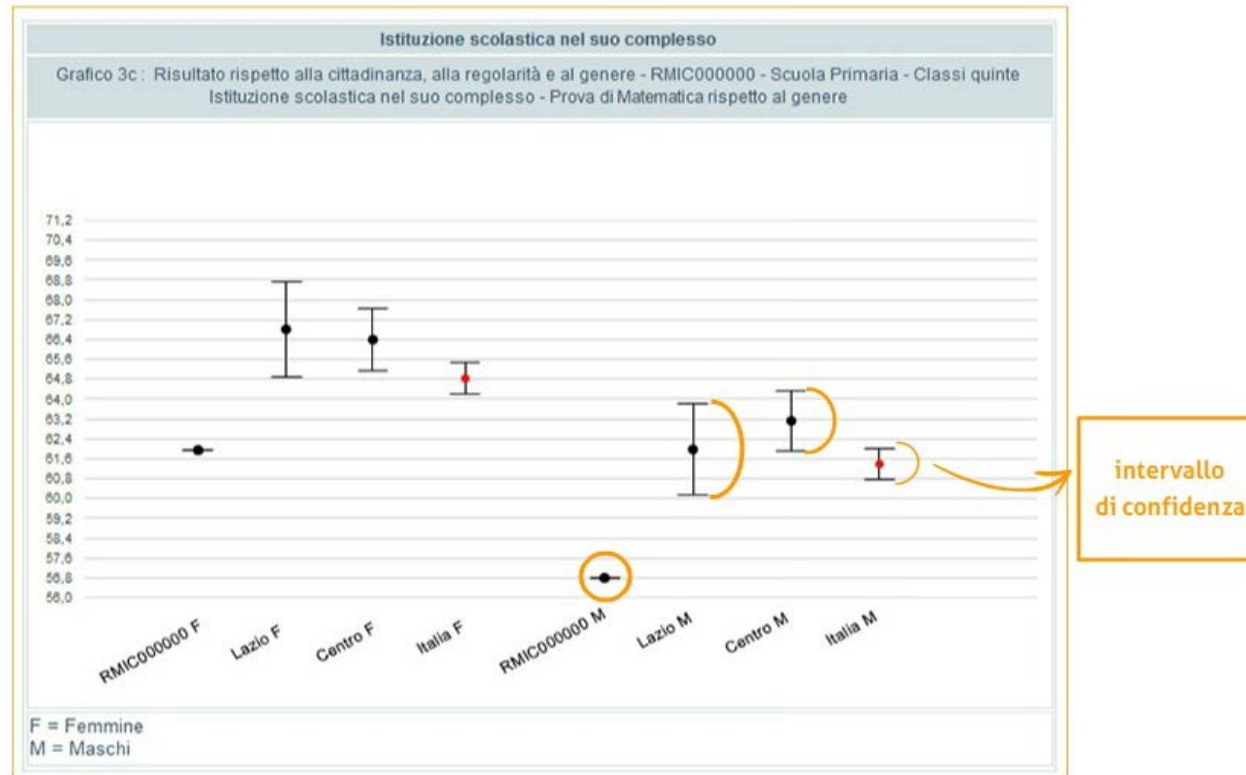 Istituzione scolastica nel suo complesso
Grafico 3c : Risultato rispetto alla cittadinanza, alla regolarità e al genere - RMIC000000 - Scuola Primaria - Classi quinte
Istituzione scolastica nel suo complesso - Prova di Matematica rispetto al genere
71,2
70,4
69,6
68,8
68,0
67,2
66,4
65,6
64,8
64,0
63,2
62,4
61,6
60,8
60,0
59,2
58,4
57,6
56,8
56,0
RMIC000000 F
Lazio F
Centro F
Italia F
RMIC000000 M
Lazio M
Centro M
Italia M
intervallo
di confidenza
F = Femmine
M = Maschi